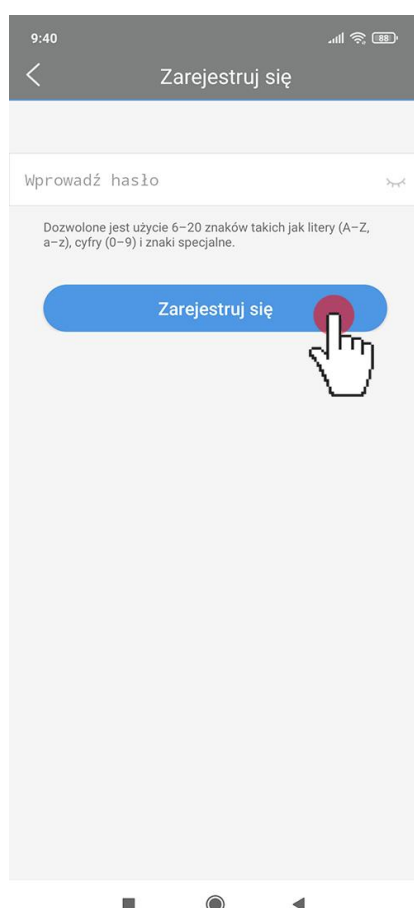 9:40
88
Zarejestruj się
Wprowadź hasło
Dozwolone jest użycie 6–20 znaków takich jak litery (A–Z,
a–z), cyfry (0–9) i znaki specjalne.
Zarejestruj się